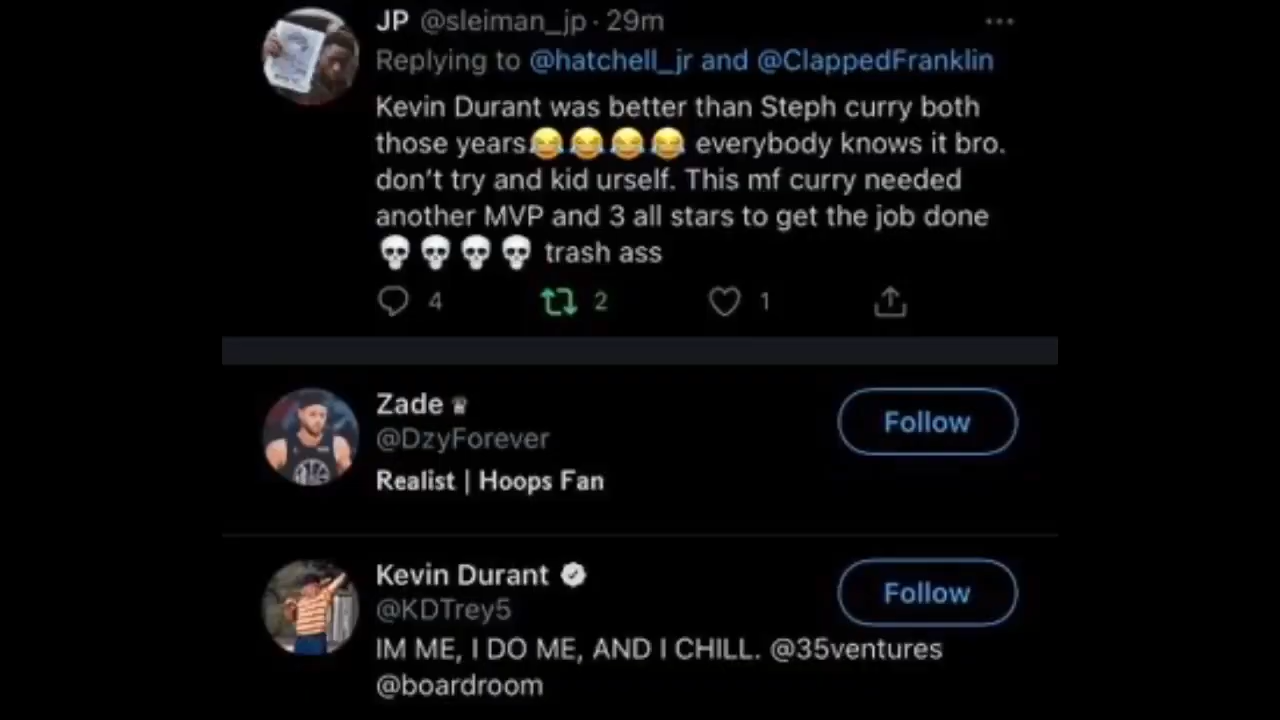 JP @sleiman_jp · 29m
Replying to @hatchell_jr and @ClappedFranklin
Kevin Durant was better than Steph curry both
those years😂😂😂😂 everybody knows it bro.
don't try and kid urself. This mf curry needed
another MVP and 3 all stars to get the job done
💀💀💀💀 trash ass
4 2 1
Zade ♛
@DzyForever
Follow
Realist | Hoops Fan
Kevin Durant
@KDTrey5
Follow
IM ME, I DO ME, AND I CHILL. @35ventures
@boardroom